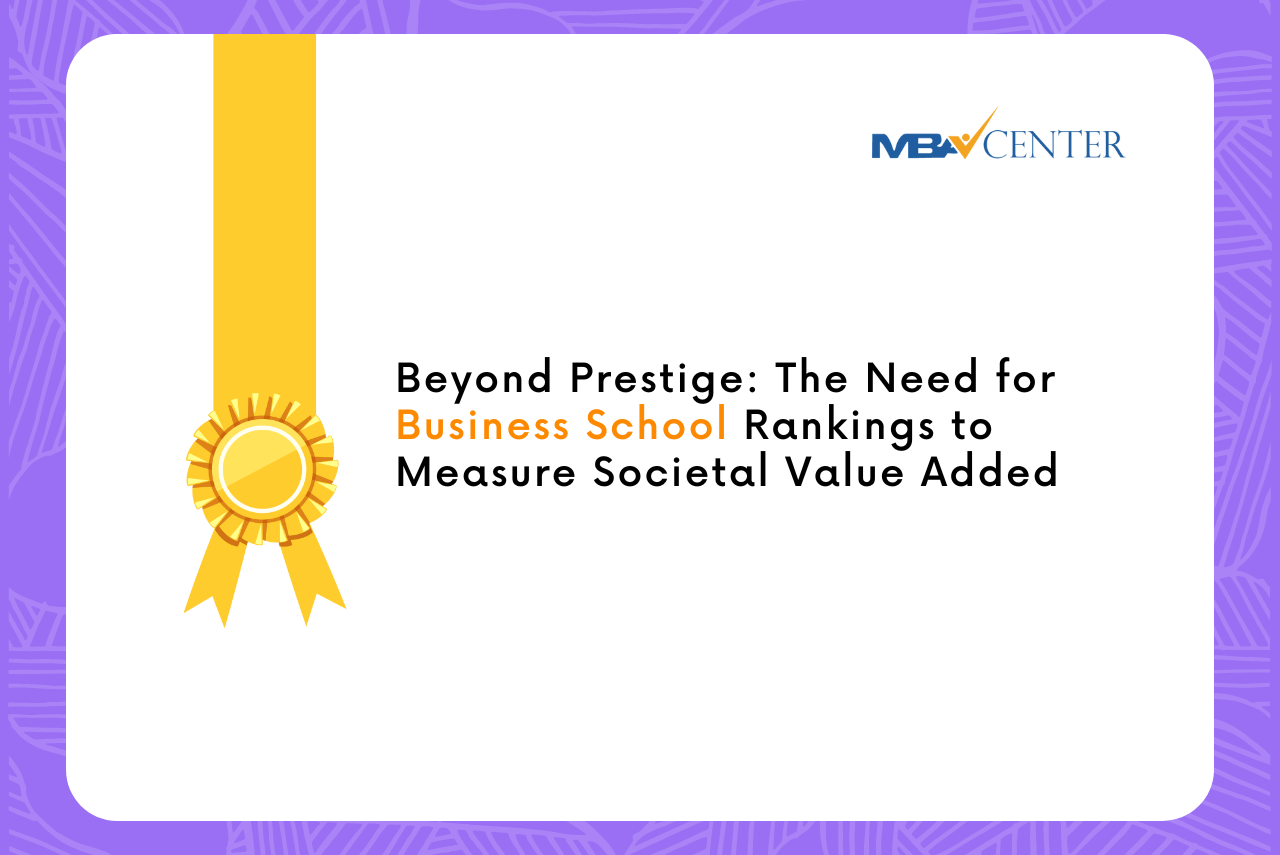 MBA CENTER
Beyond Prestige: The Need for
Business School Rankings to
Measure Societal Value Added